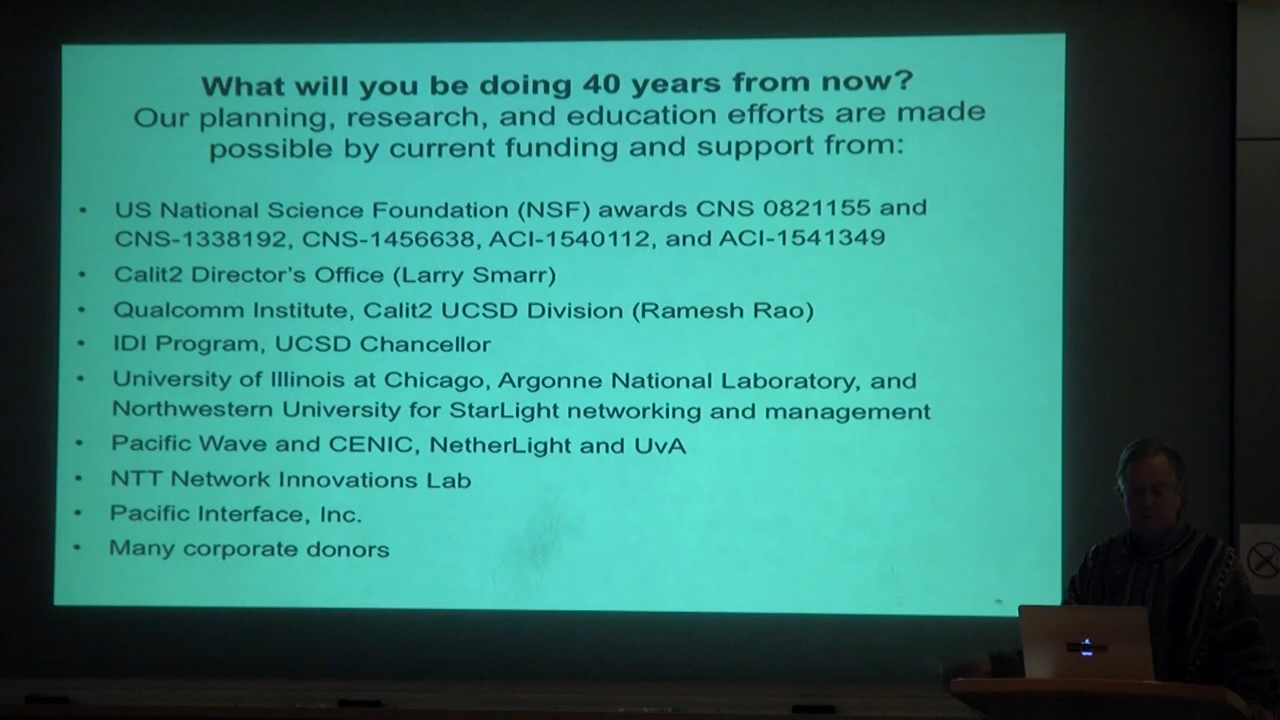 What will you be doing 40 years from now?
Our planning, research, and education efforts are made
possible by current funding and support from:
• US National Science Foundation (NSF) awards CNS 0821155 and
CNS-1338192, CNS-1456638, ACI-1540112, and ACI-1541349
• Calit2 Director's Office (Larry Smarr)
• Qualcomm Institute, Calit2 UCSD Division (Ramesh Rao)
• IDI Program, UCSD Chancellor
• University of Illinois at Chicago, Argonne National Laboratory, and
Northwestern University for StarLight networking and management
• Pacific Wave and CENIC, NetherLight and UvA
• NTT Network Innovations Lab
• Pacific Interface, Inc.
• Many corporate donors